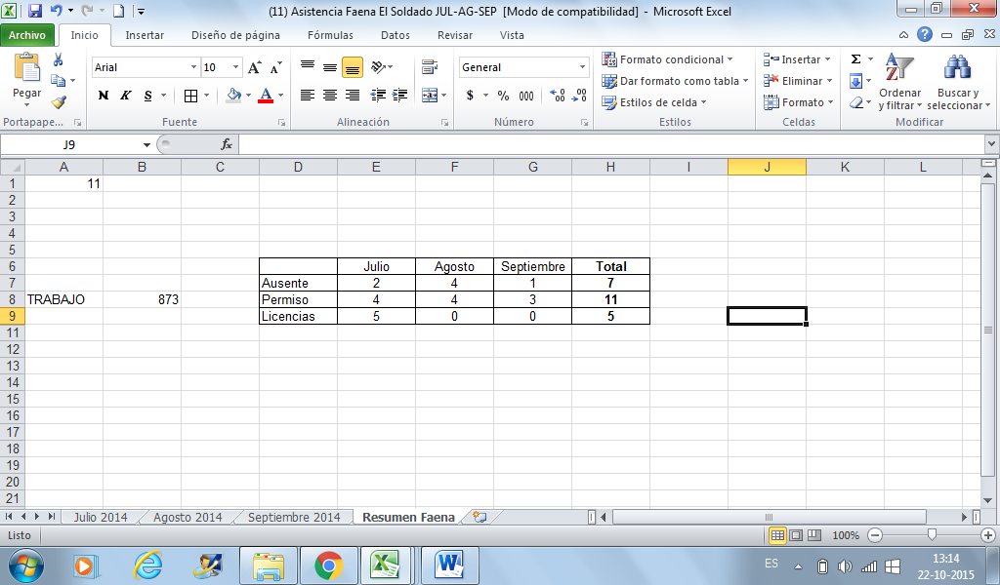 (11) Asistencia Faena El Soldado JUL-AG-SEP [Modo de compatibilidad] - Microsoft Excel
Archivo Inicio Insertar Diseño de página Fórmulas Datos Revisar Vista
Pegar
Portapape...
Arial 10
N K S
Fuente
Alineación
General
$ % 000
Número
Formato condicional
Dar formato como tabla
Estilos de celda
Estilos
Insertar
Eliminar
Formato
Celdas
Σ
Ordenar y filtrar
Buscar y seleccionar
Modificar
J9 fx
A B C D E F G H I J K L
1 11
2
3
4
5
6 Julio Agosto Septiembre Total
7 Ausente 2 4 1 7
8 TRABAJO 873 Permiso 4 4 3 11
9 Licencias 5 0 0 5
11
12
13
14
15
16
17
18
19
20
21
Julio 2014 Agosto 2014 Septiembre 2014 Resumen Faena
Listo 100%
ES 13:14
22-10-2015